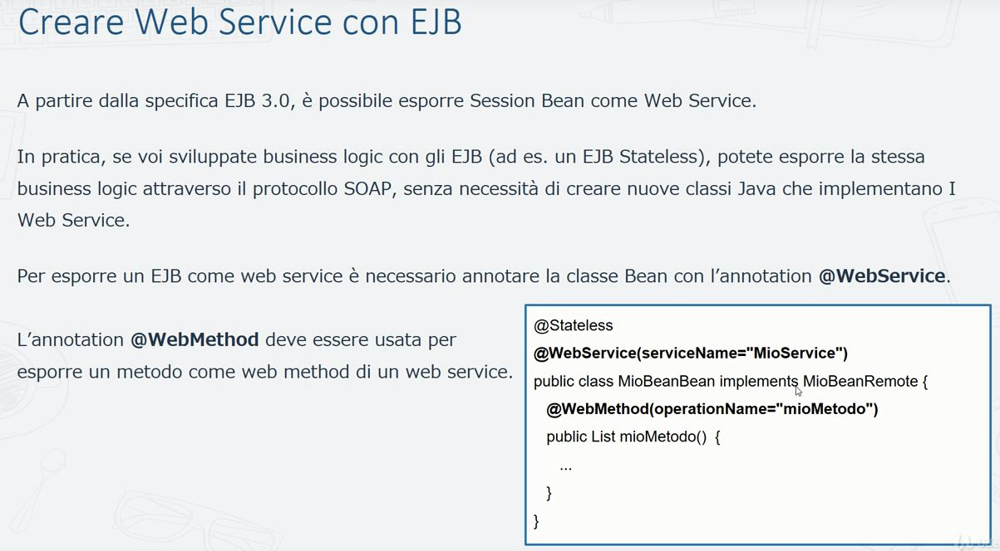 Creare Web Service con EJB
A partire dalla specifica EJB 3.0, è possibile esporre Session Bean come Web Service.
In pratica, se voi sviluppate business logic con gli EJB (ad es. un EJB Stateless), potete esporre la stessa
business logic attraverso il protocollo SOAP, senza necessità di creare nuove classi Java che implementano I
Web Service.
Per esporre un EJB come web service è necessario annotare la classe Bean con l’annotation @WebService.
L’annotation @WebMethod deve essere usata per
esporre un metodo come web method di un web service.
@Stateless
@WebService(serviceName="MioService")
public class MioBeanBean implements MioBeanRemote {
@WebMethod(operationName="mioMetodo")
public List mioMetodo() {
...
}
}